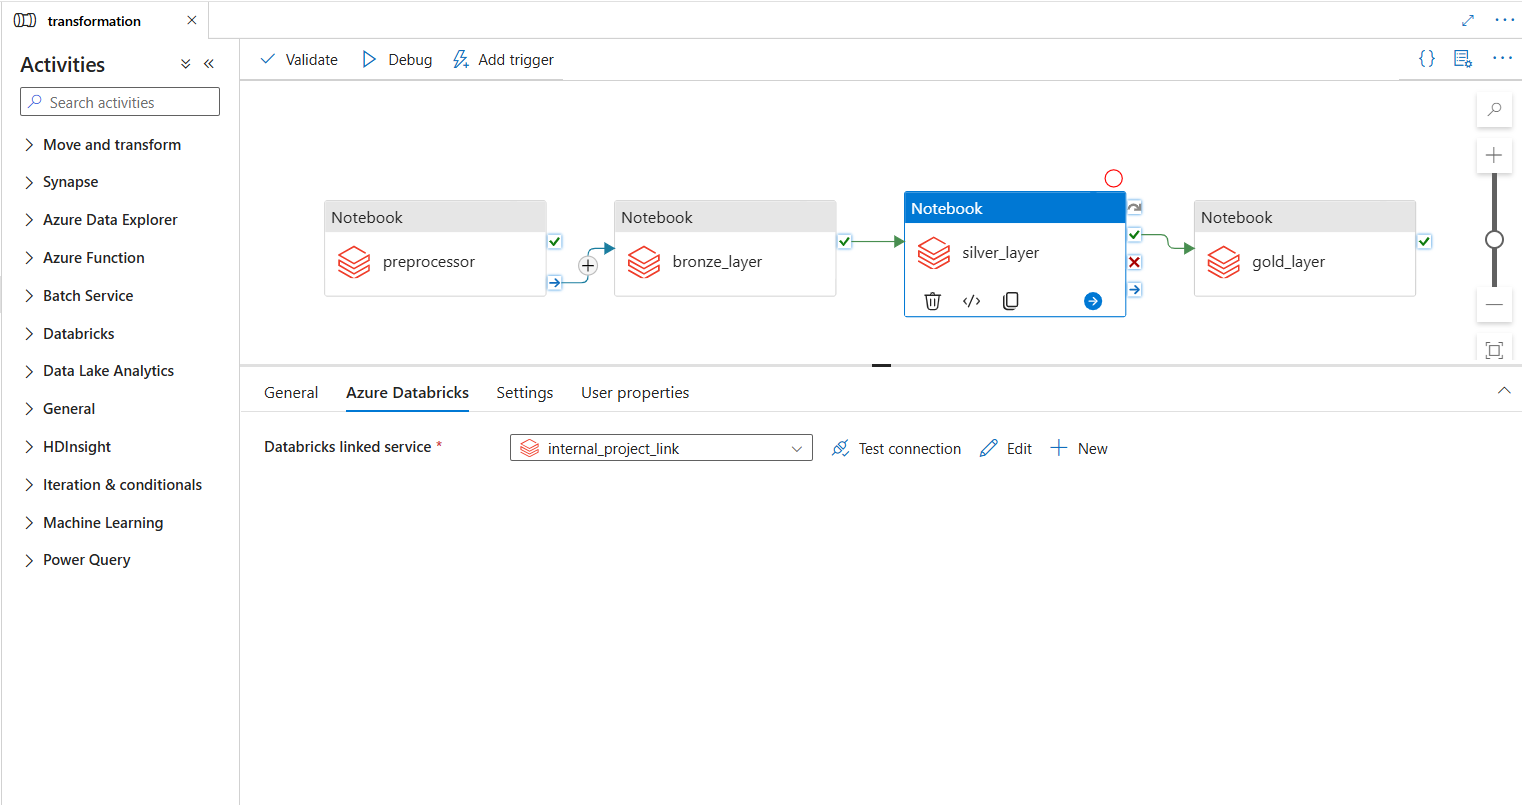 transformation
Activities
Search activities
Move and transform
Synapse
Azure Data Explorer
Azure Function
Batch Service
Databricks
Data Lake Analytics
General
HDInsight
Iteration & conditionals
Machine Learning
Power Query
Validate
Debug
Add trigger
Notebook
preprocessor
Notebook
bronze_layer
Notebook
silver_layer
Notebook
gold_layer
General
Azure Databricks
Settings
User properties
Databricks linked service *
internal_project_link
Test connection
Edit
New